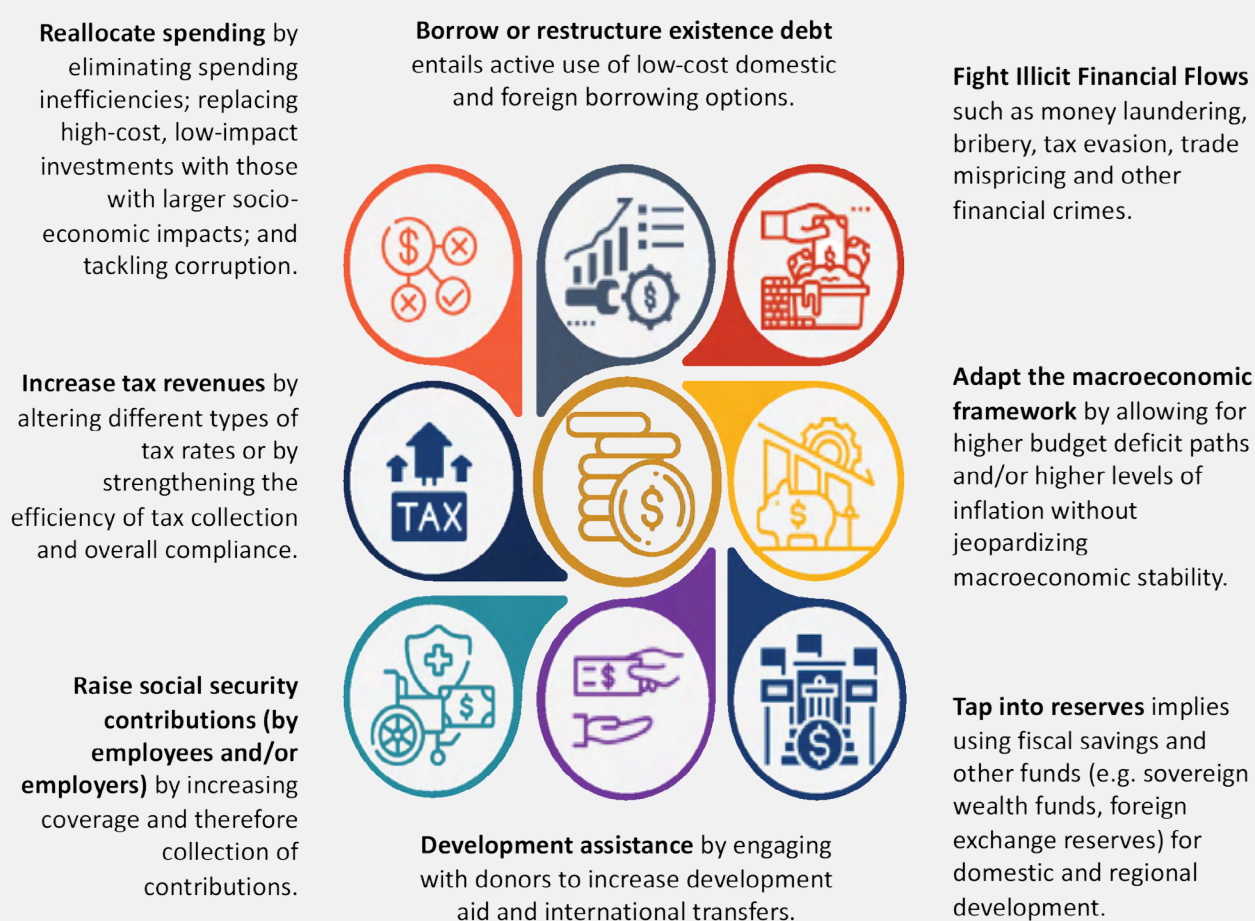 Reallocate spending by
eliminating spending
inefficiencies; replacing
high-cost, low-impact
investments with those
with larger socio-
economic impacts; and
tackling corruption.
Borrow or restructure existence debt
entails active use of low-cost domestic
and foreign borrowing options.
Fight Illicit Financial Flows
such as money laundering,
bribery, tax evasion, trade
mispricing and other
financial crimes.
Increase tax revenues by
altering different types of
tax rates or by
strengthening the
efficiency of tax collection
and overall compliance.
TAX
Adapt the macroeconomic
framework by allowing for
higher budget deficit paths
and/or higher levels of
inflation without
jeopardizing
macroeconomic stability.
Raise social security
contributions (by
employees and/or
employers) by increasing
coverage and therefore
collection of
contributions.
Development assistance by engaging
with donors to increase development
aid and international transfers.
Tap into reserves implies
using fiscal savings and
other funds (e.g. sovereign
wealth funds, foreign
exchange reserves) for
domestic and regional
development.